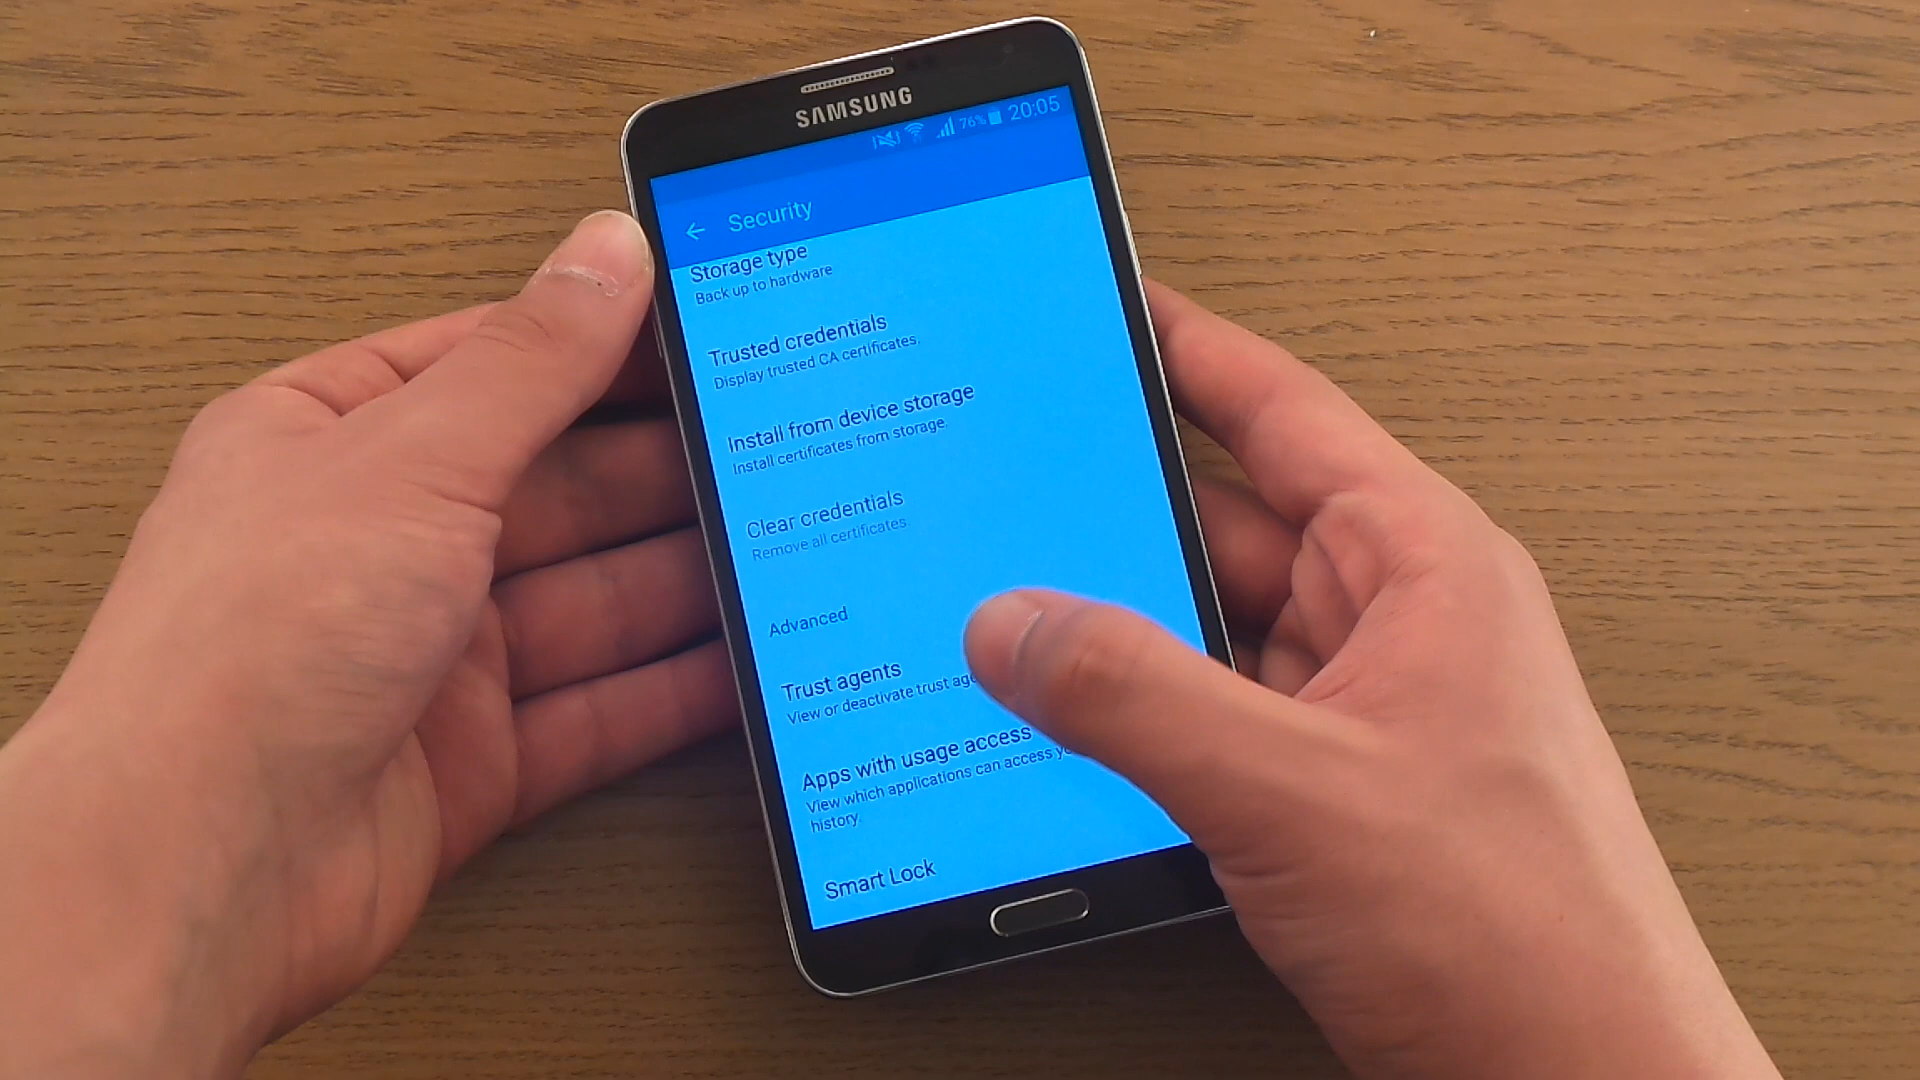 SAMSUNG
76% 20:05
Security
Storage type
Back up to hardware
Trusted credentials
Display trusted CA certificates.
Install from device storage
Install certificates from storage.
Clear credentials
Remove all certificates.
Advanced
Trust agents
View or deactivate trust
Apps with usage access
View which applications can access
history.
Smart Lock